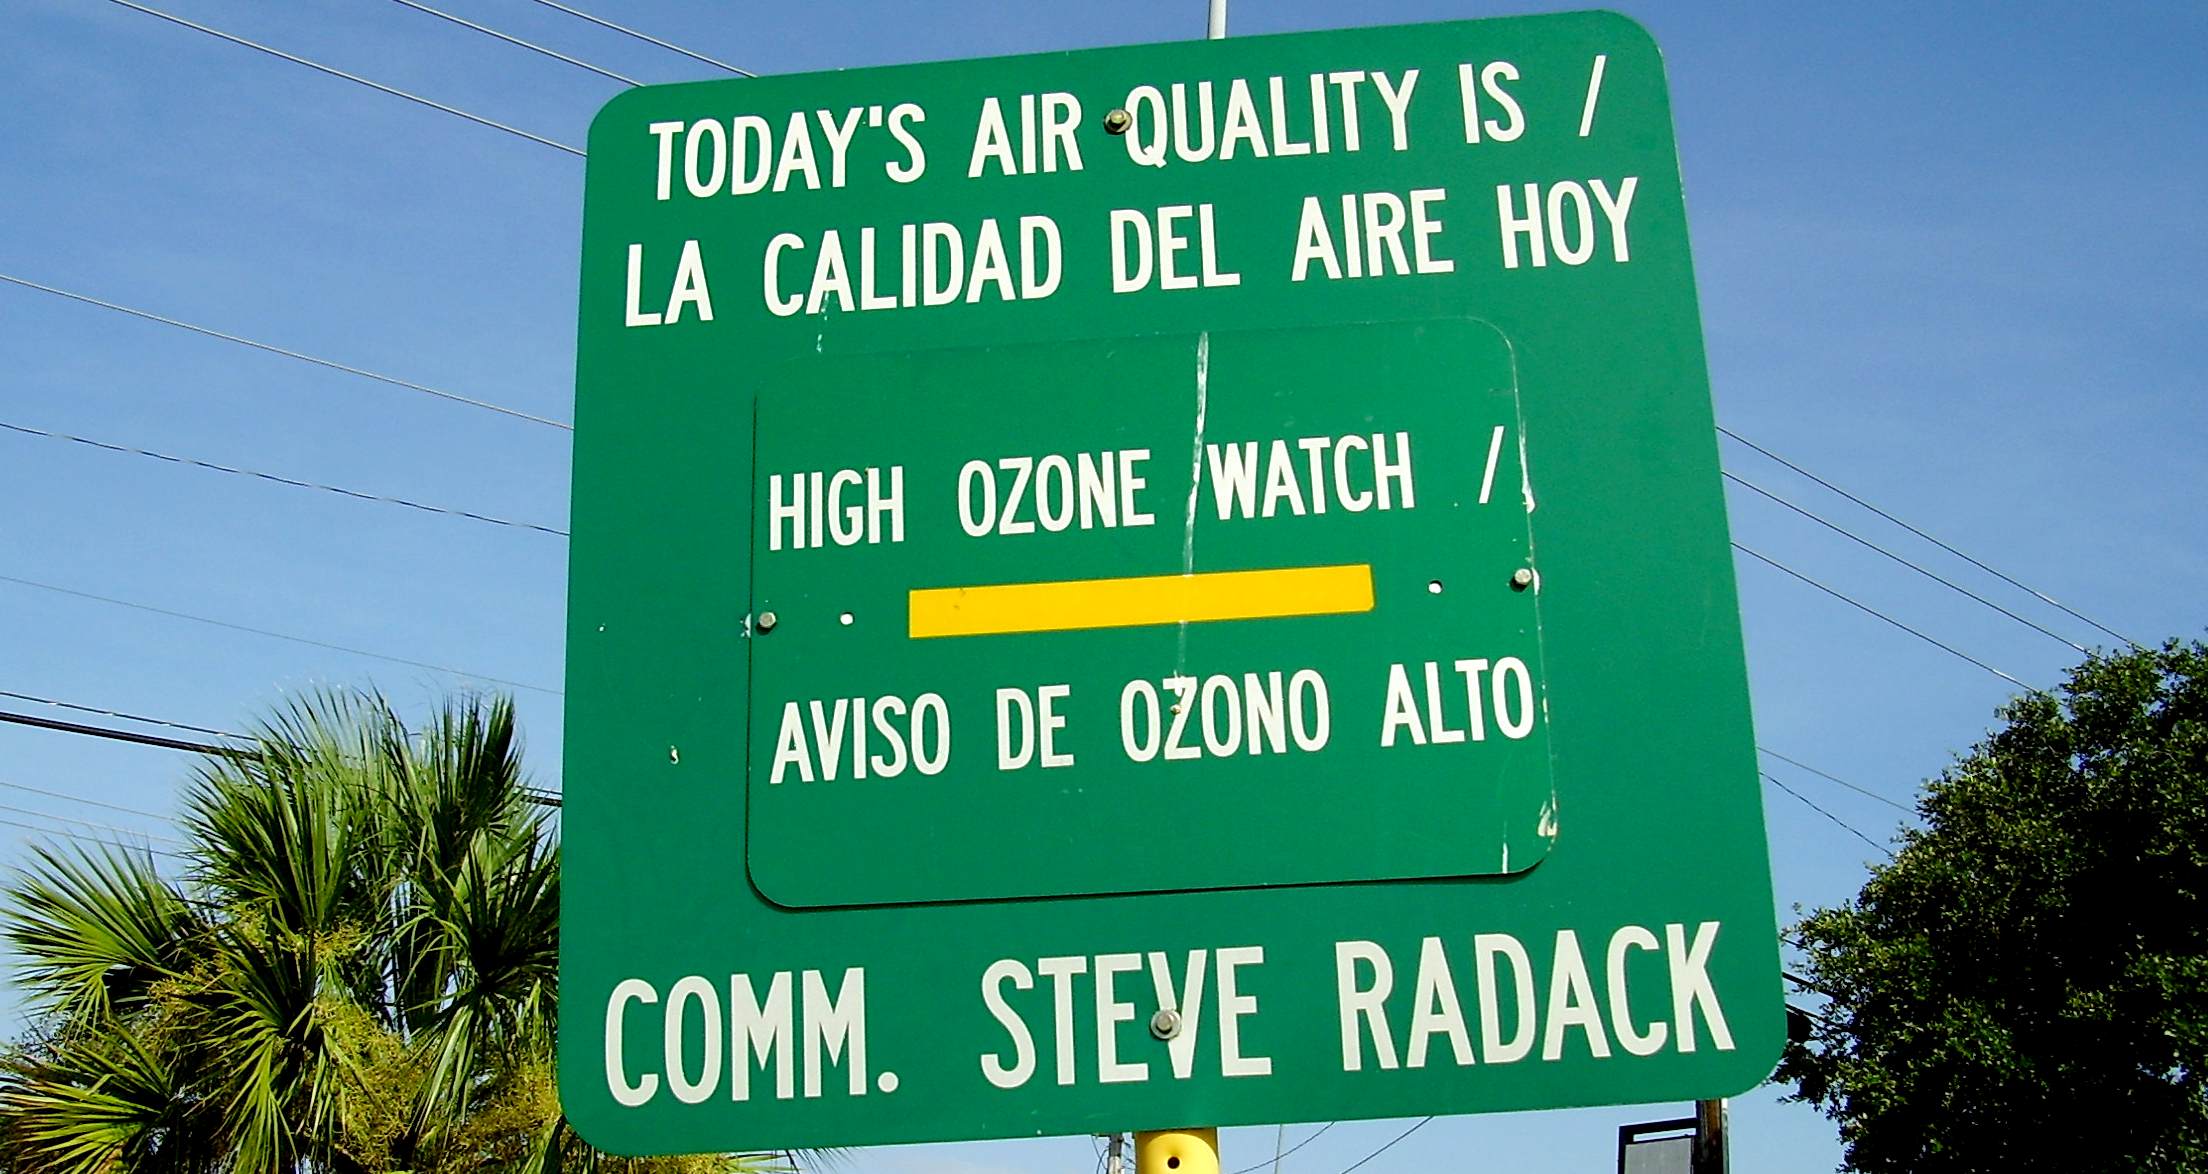 TODAY'S AIR QUALITY IS /
LA CALIDAD DEL AIRE HOY
HIGH OZONE WATCH /
AVISO DE OZONO ALTO
COMM. STEVE RADACK